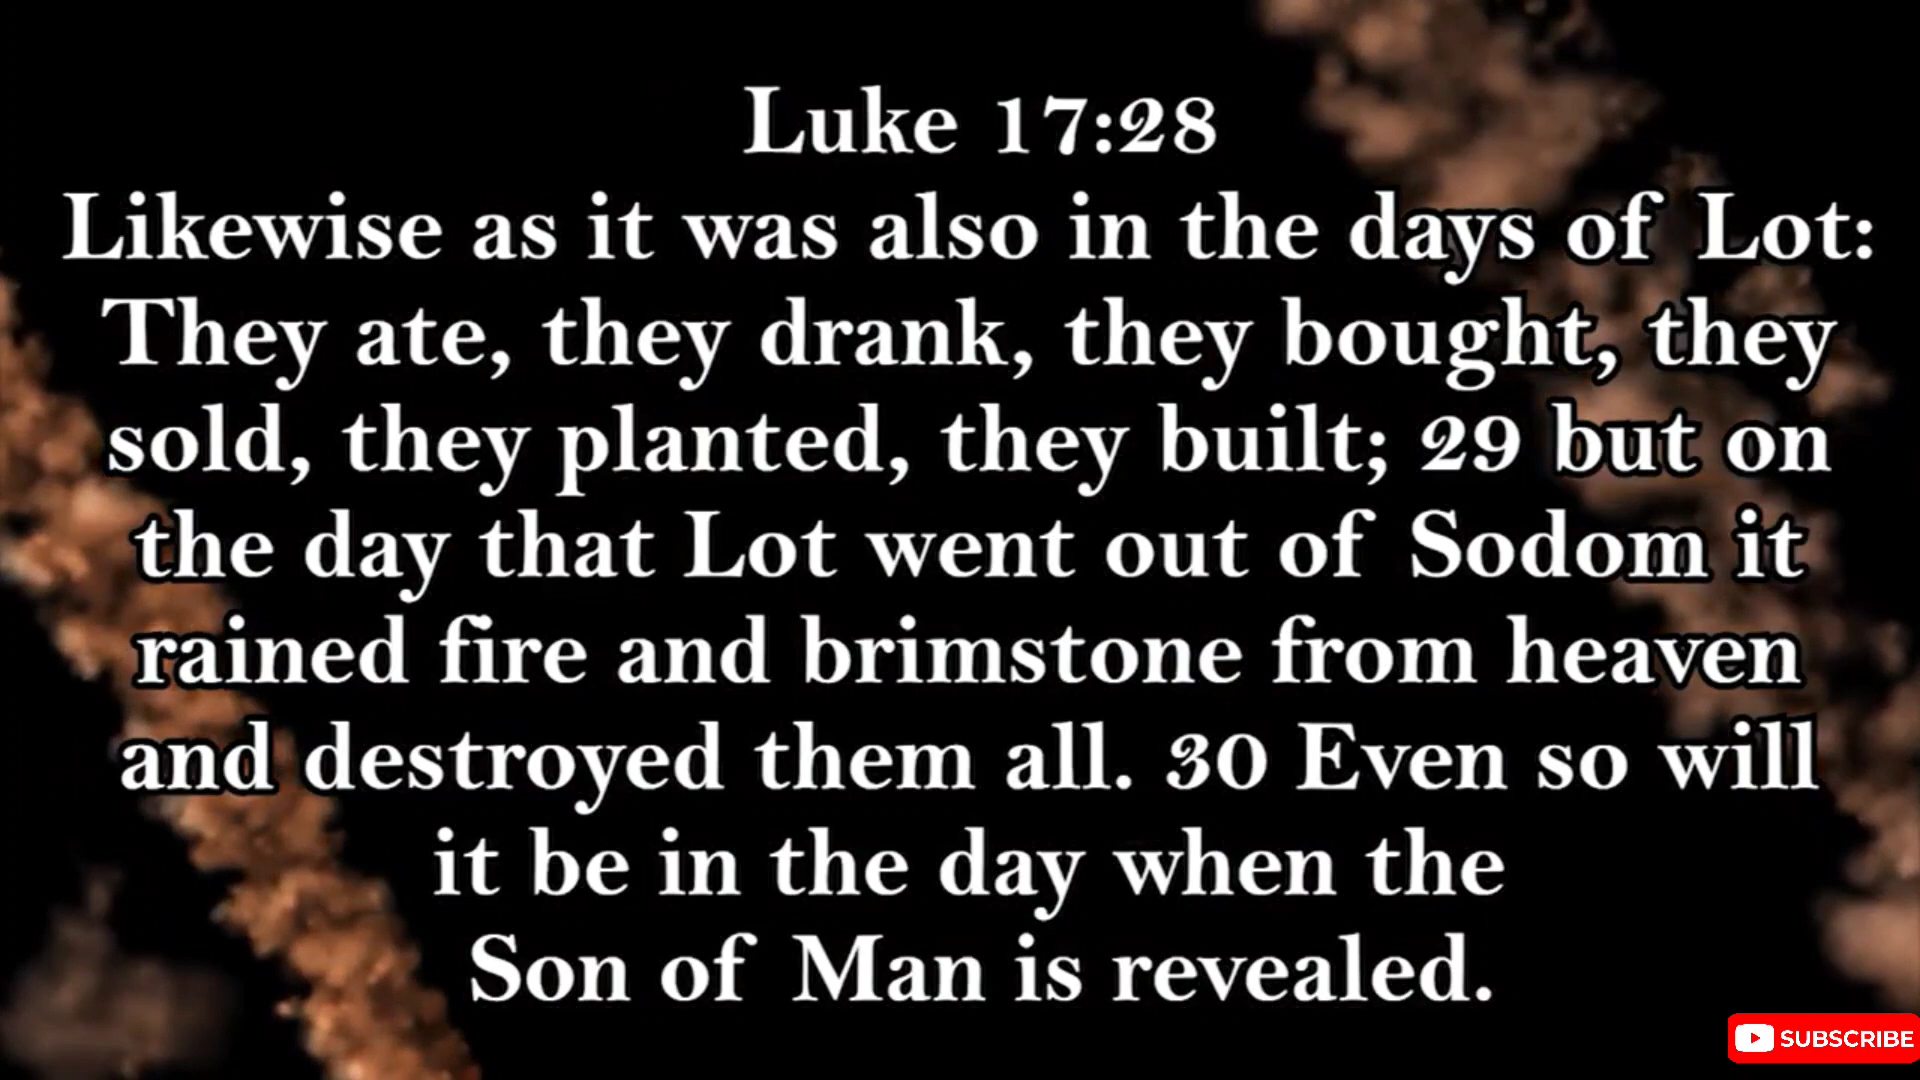 Luke 17:28
Likewise as it was also in the days of Lot:
They ate, they drank, they bought, they
sold, they planted, they built; 29 but on
the day that Lot went out of Sodom it
rained fire and brimstone from heaven
and destroyed them all. 30 Even so will
it be in the day when the
Son of Man is revealed.
SUBSCRIBE